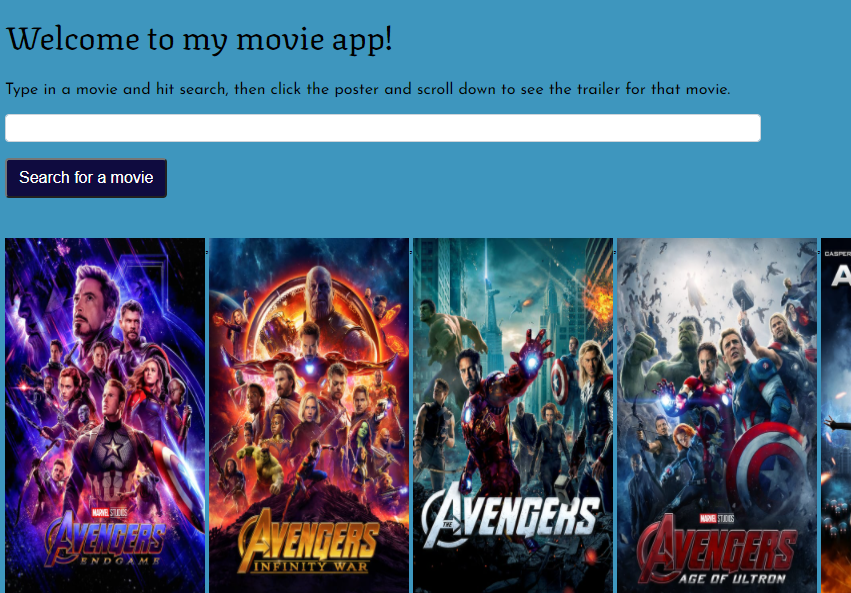 Welcome to my movie app!
Type in a movie and hit search, then click the poster and scroll down to see the trailer for that movie.
Search for a movie
CASPER
A
MARVEL STUDIOS
AVENGERS
ENDGAME
AVENGERS
INFINITY WAR
THE AVENGERS
MARVEL STUDIOS
AVENGERS
AGE OF ULTRON